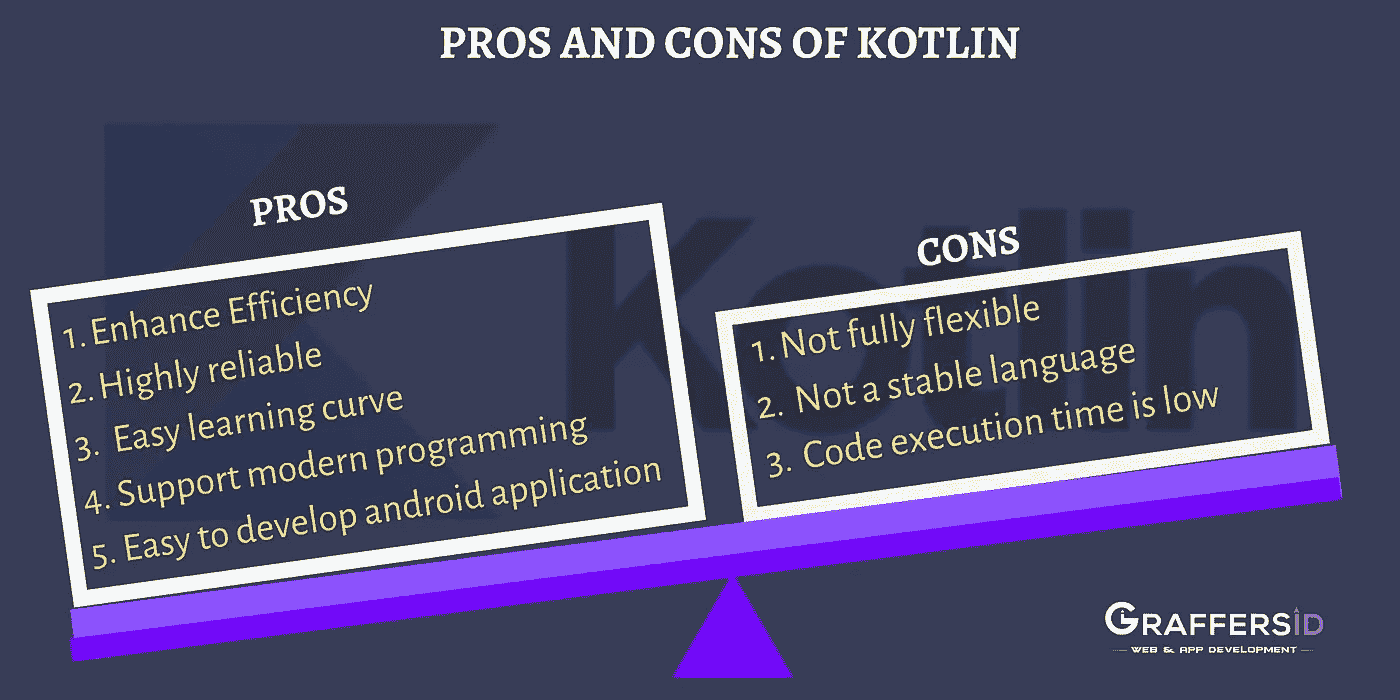 PROS AND CONS OF KOTLIN
PROS
1. Enhance Efficiency
2. Highly reliable
3. Easy learning curve
4. Support modern programming
5. Easy to develop android application
CONS
1. Not fully flexible
2. Not a stable language
3. Code execution time is low
Kotlin
GRAFFERSID
WEB & APP DEVELOPMENT